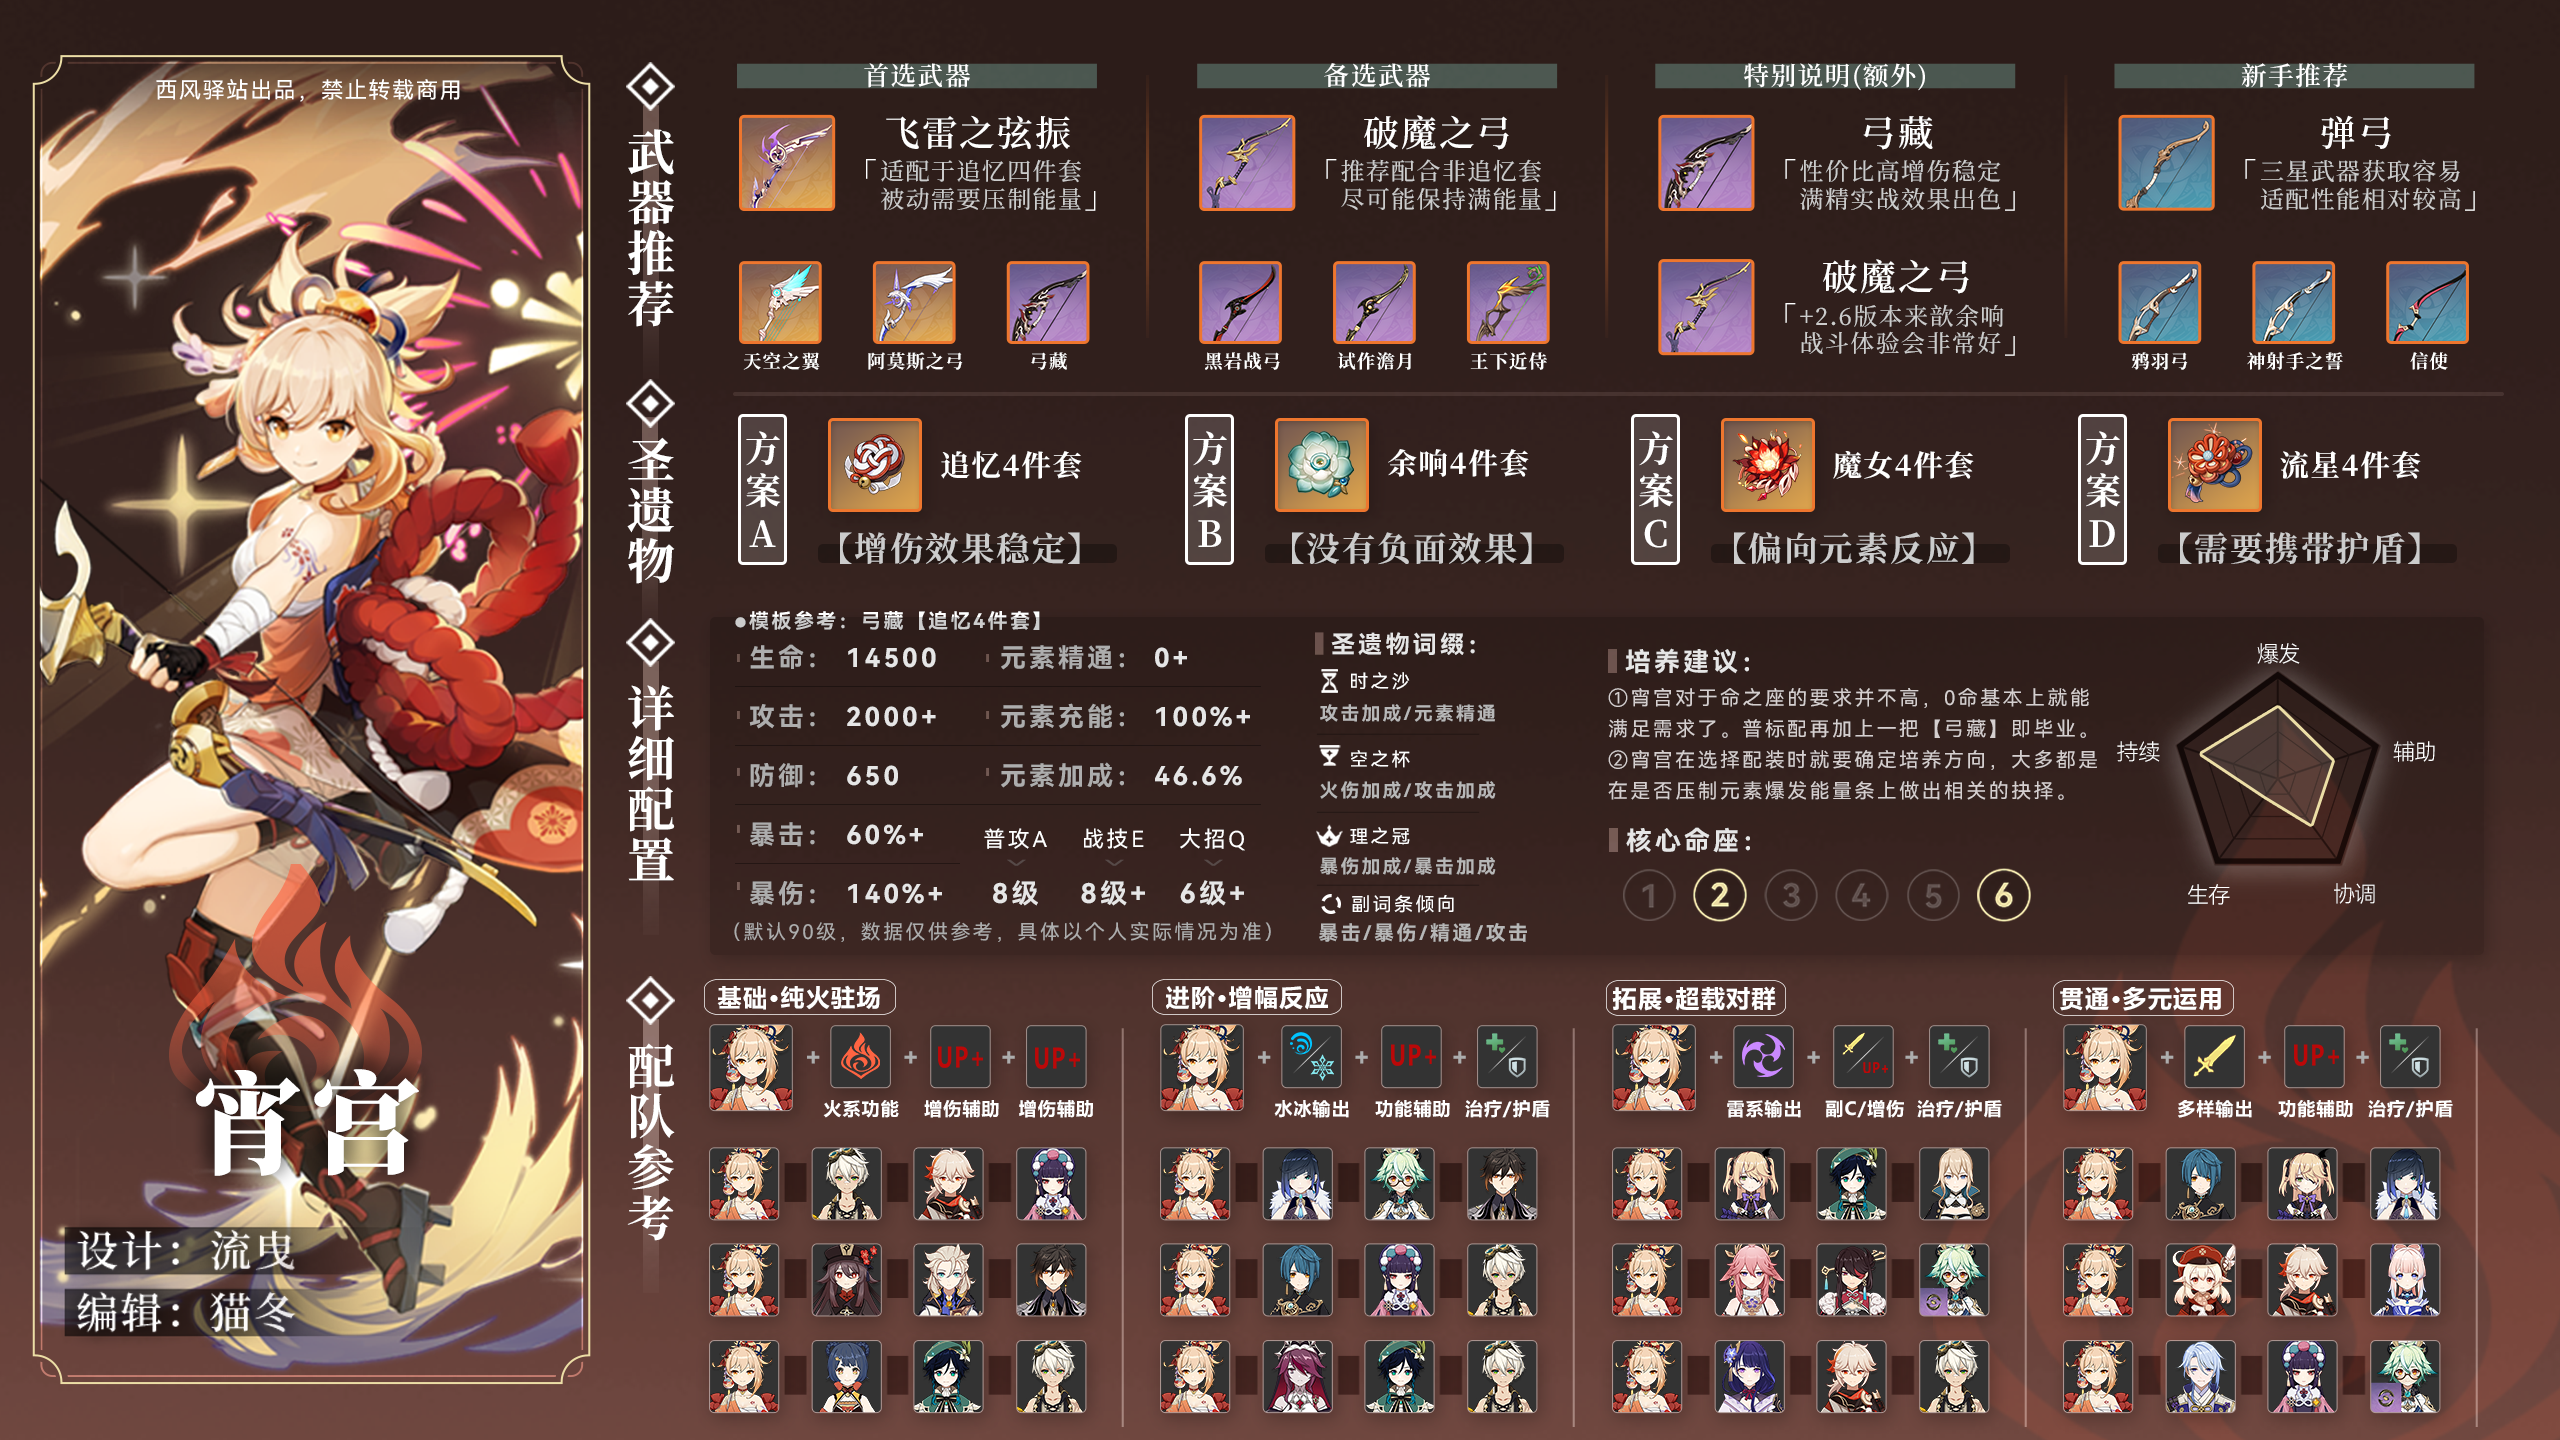 西风驿站出品，禁止转载商用
宵宫
设计：流曳
编辑：猫冬
武器推荐
首选武器
飞雷之弦振
「适配于追忆四件套
被动需要压制能量」
天空之翼
阿莫斯之弓
弓藏
备选武器
破魔之弓
「推荐配合非追忆套
尽可能保持满能量」
黑岩战弓
试作澹月
王下近侍
特别说明(额外)
弓藏
「性价比高增伤稳定
满精实战效果出色」
破魔之弓
「+2.6版本来歆余响
战斗体验会非常好」
新手推荐
弹弓
「三星武器获取容易
适配性能相对较高」
鸦羽弓
神射手之誓
信使
圣遗物
方案A
追忆4件套
【增伤效果稳定】
方案B
余响4件套
【没有负面效果】
方案C
魔女4件套
【偏向元素反应】
方案D
流星4件套
【需要携带护盾】
详细配置
●模板参考：弓藏【追忆4件套】
生命： 14500 元素精通： 0+
攻击： 2000+ 元素充能： 100%+
防御： 650 元素加成： 46.6%
暴击： 60%+ 普攻A 战技E 大招Q
暴伤： 140%+ 8级 8级+ 6级+
(默认90级，数据仅供参考，具体以个人实际情况为准)
圣遗物词缀：
时之沙
攻击加成/元素精通
空之杯
火伤加成/攻击加成
理之冠
暴伤加成/暴击加成
副词条倾向
暴击/暴伤/精通/攻击
培养建议：
①宵宫对于命之座的要求并不高，0命基本上就能
满足需求了。普标配再加上一把【弓藏】即毕业。
②宵宫在选择配装时就要确定培养方向，大多都是
在是否压制元素爆发能量条上做出相关的抉择。
核心命座：
1 2 3 4 5 6
爆发
持续
辅助
生存
协调
配队参考
基础·纯火驻场
+ + UP+ + UP+
火系功能 增伤辅助 增伤辅助
进阶·增幅反应
+ + UP+ +
水冰输出 功能辅助 治疗/护盾
拓展·超载对群
+ + UP+ +
雷系输出 副C/增伤 治疗/护盾
贯通·多元运用
+ + UP+ +
多样输出 功能辅助 治疗/护盾